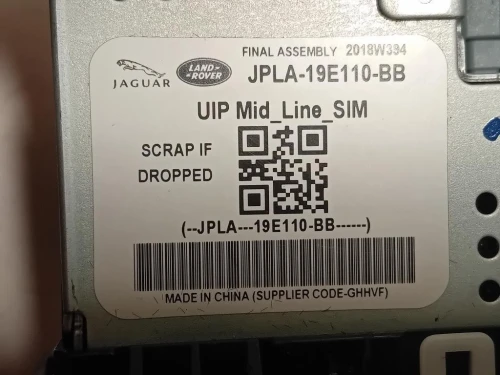 FINAL ASSEMBLY 2018W394
JAGUAR LAND-ROVER JPLA-19E110-BB
UIP Mid_Line_SIM
SCRAP IF
DROPPED
(--JPLA---19E110-BB------)
MADE IN CHINA (SUPPLIER CODE-GHHVF)